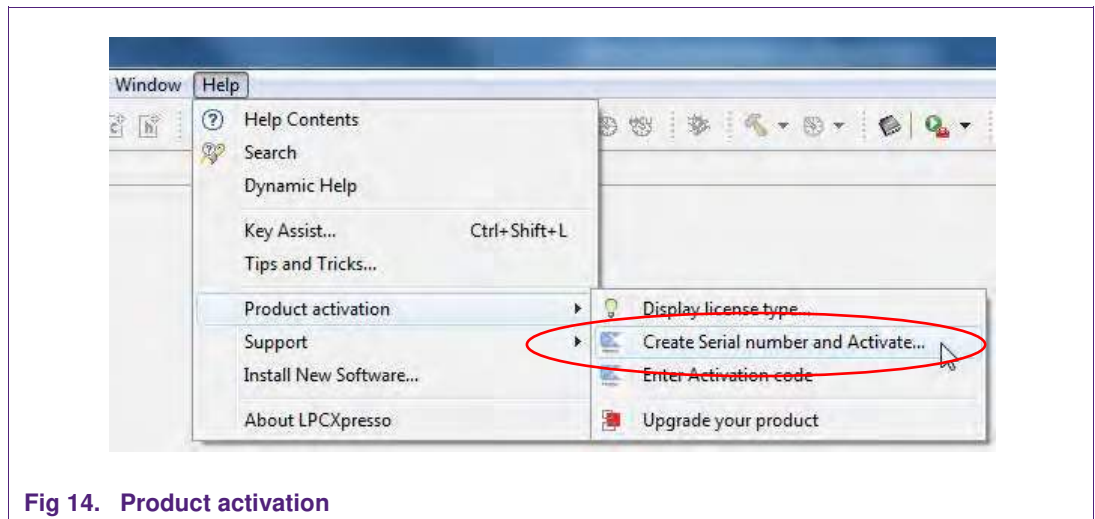 Window Help
Help Contents
Search
Dynamic Help
Key Assist... Ctrl+Shift+L
Tips and Tricks...
Product activation
Support
Install New Software...
About LPCXpresso
Display license type...
Create Serial number and Activate...
Enter Activation code
Upgrade your product
Fig 14. Product activation